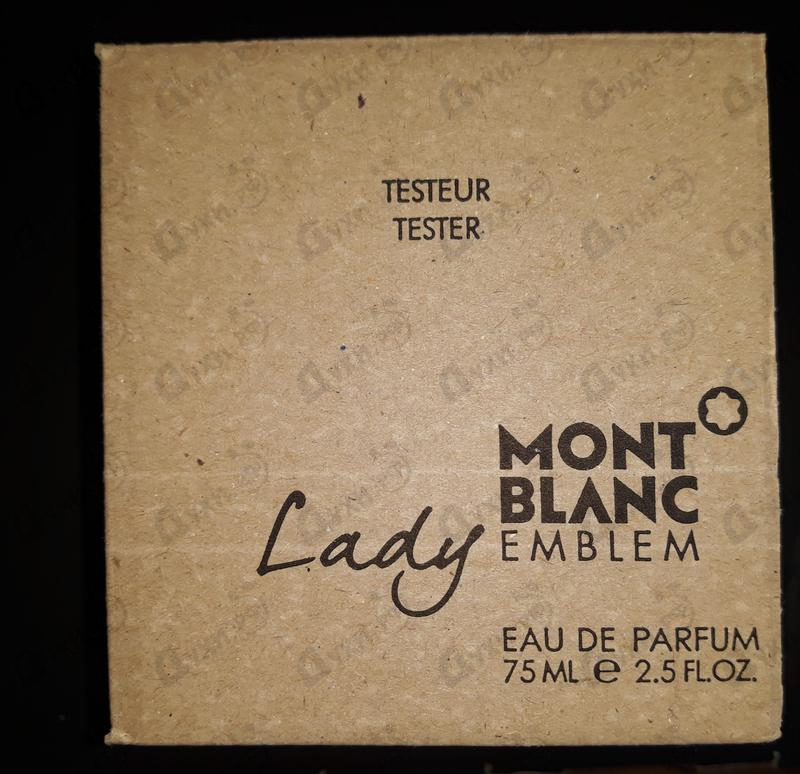 TESTEUR
TESTER
MONT
BLANC
Lady EMBLEM
EAU DE PARFUM
75 ML ℮ 2.5 FL.OZ.